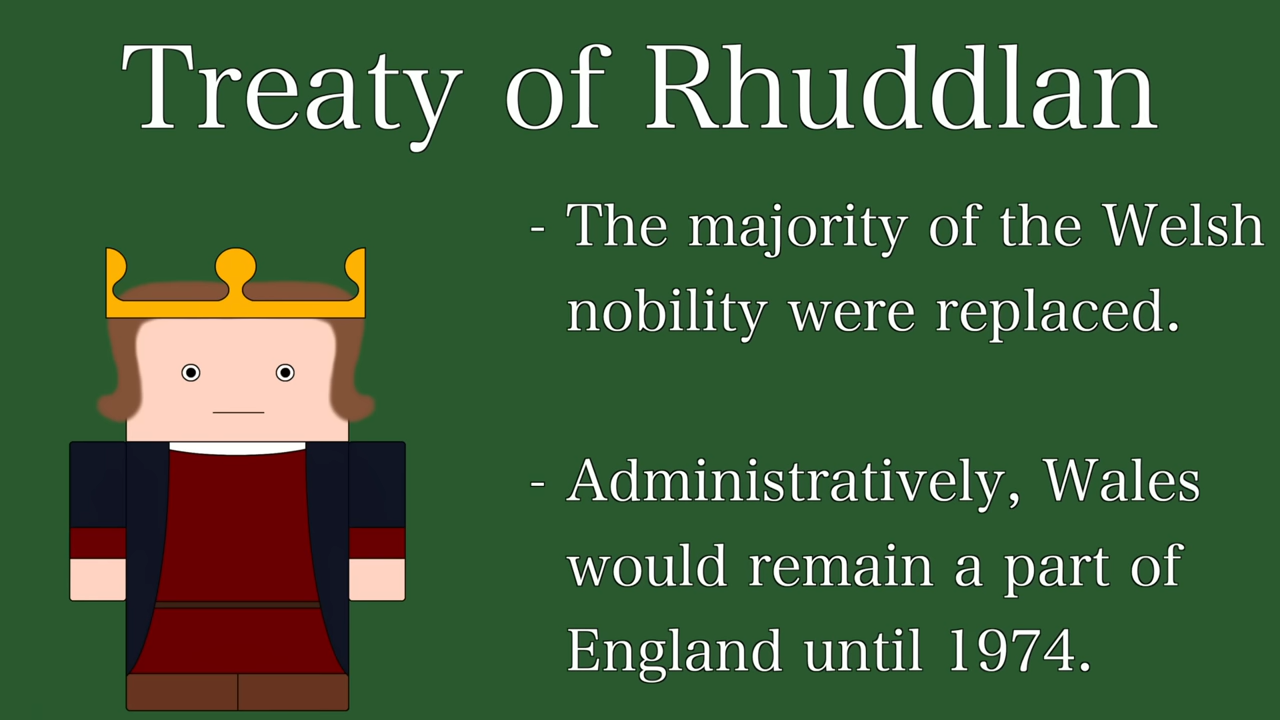 Treaty of Rhuddlan
- The majority of the Welsh
nobility were replaced.
- Administratively, Wales
would remain a part of
England until 1974.